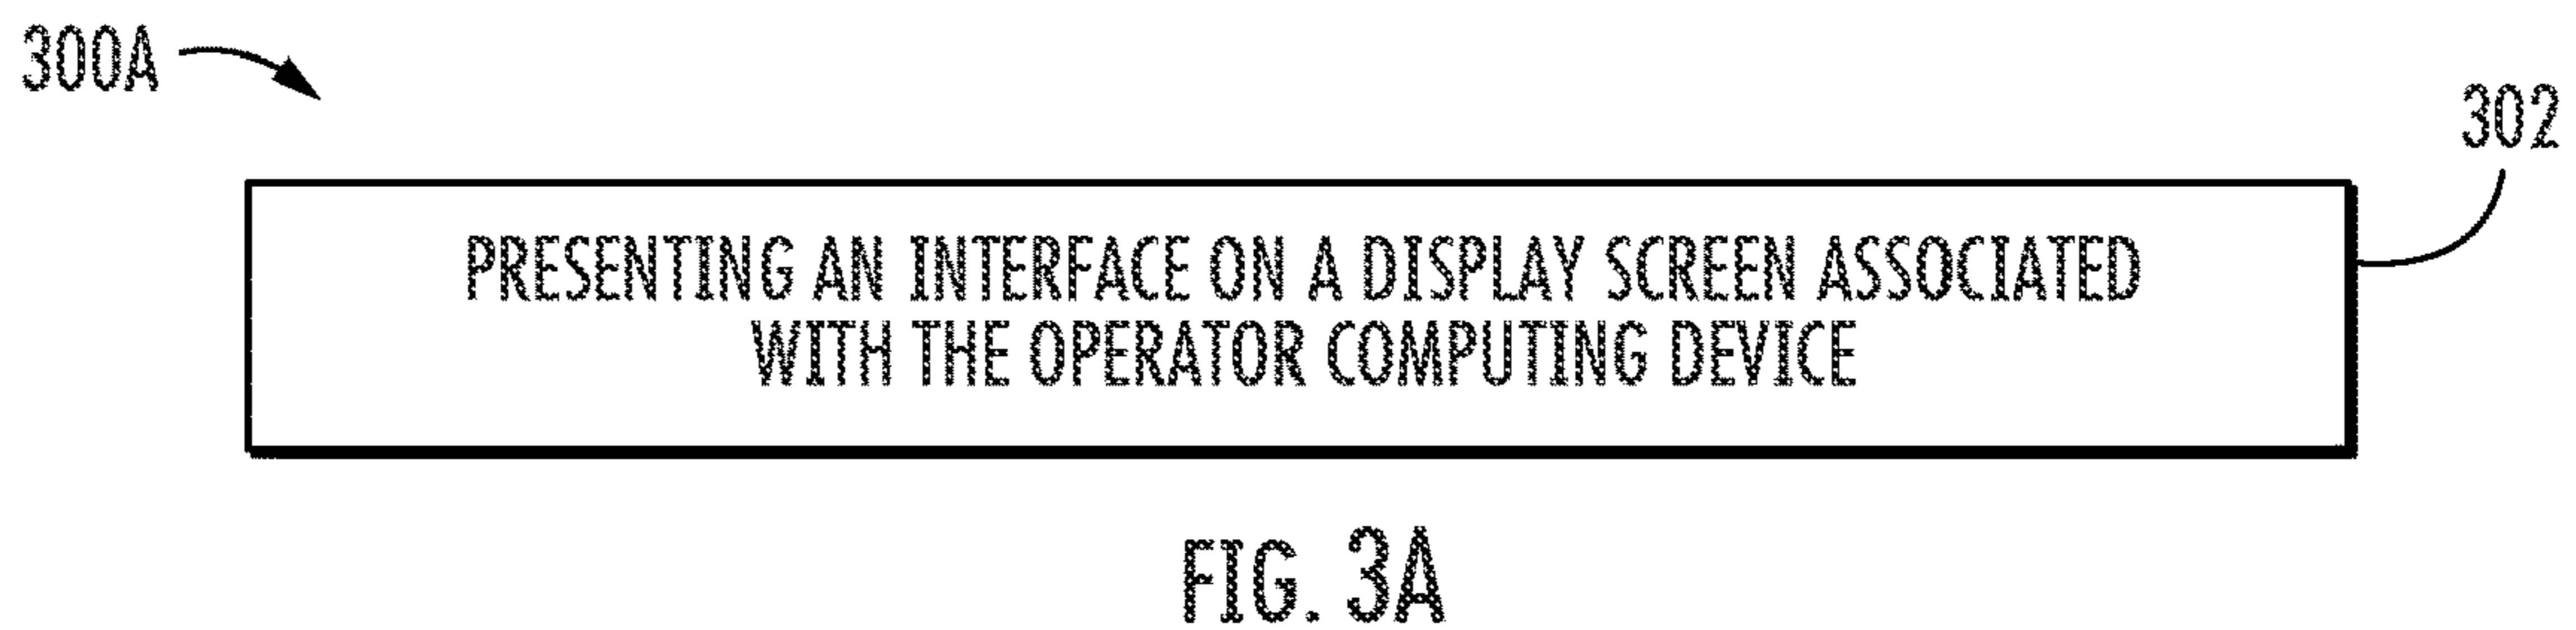 300A
302
PRESENTING AN INTERFACE ON A DISPLAY SCREEN ASSOCIATED
WITH THE OPERATOR COMPUTING DEVICE
FIG. 3A